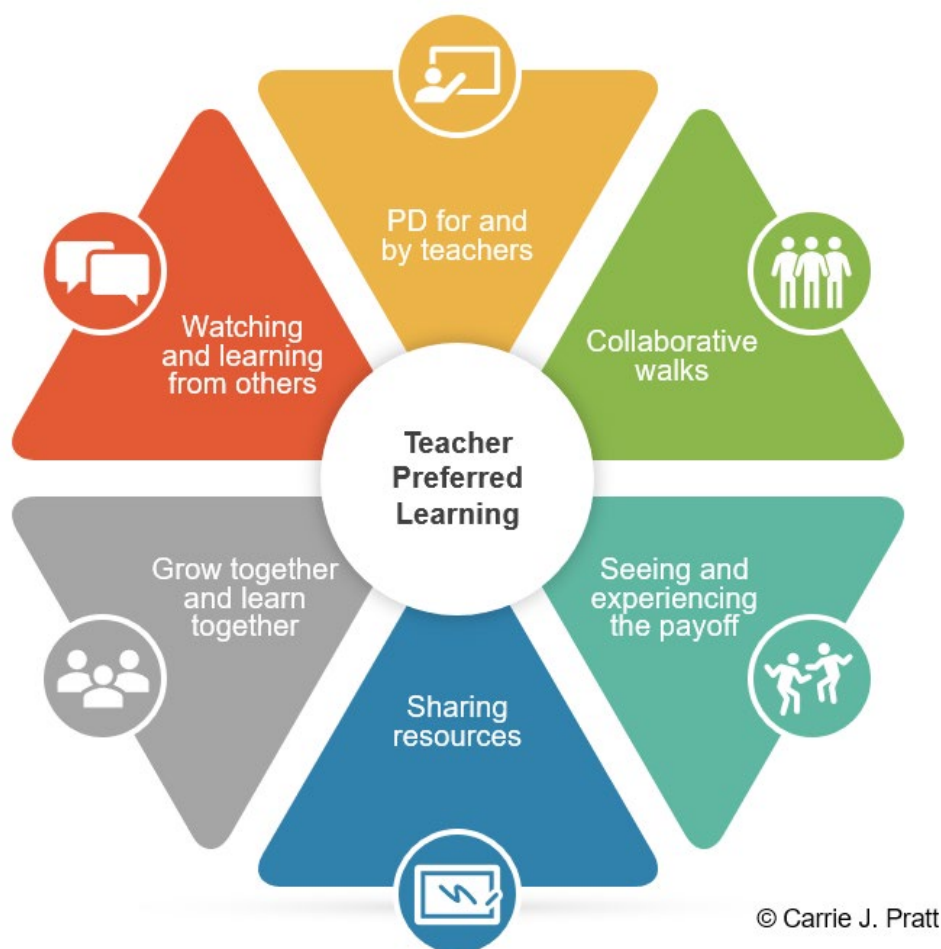 PD for and
by teachers
Collaborative
walks
Seeing and
experiencing
the payoff
Sharing
resources
Grow together
and learn
together
Watching
and learning
from others
Teacher
Preferred
Learning
© Carrie J. Pratt